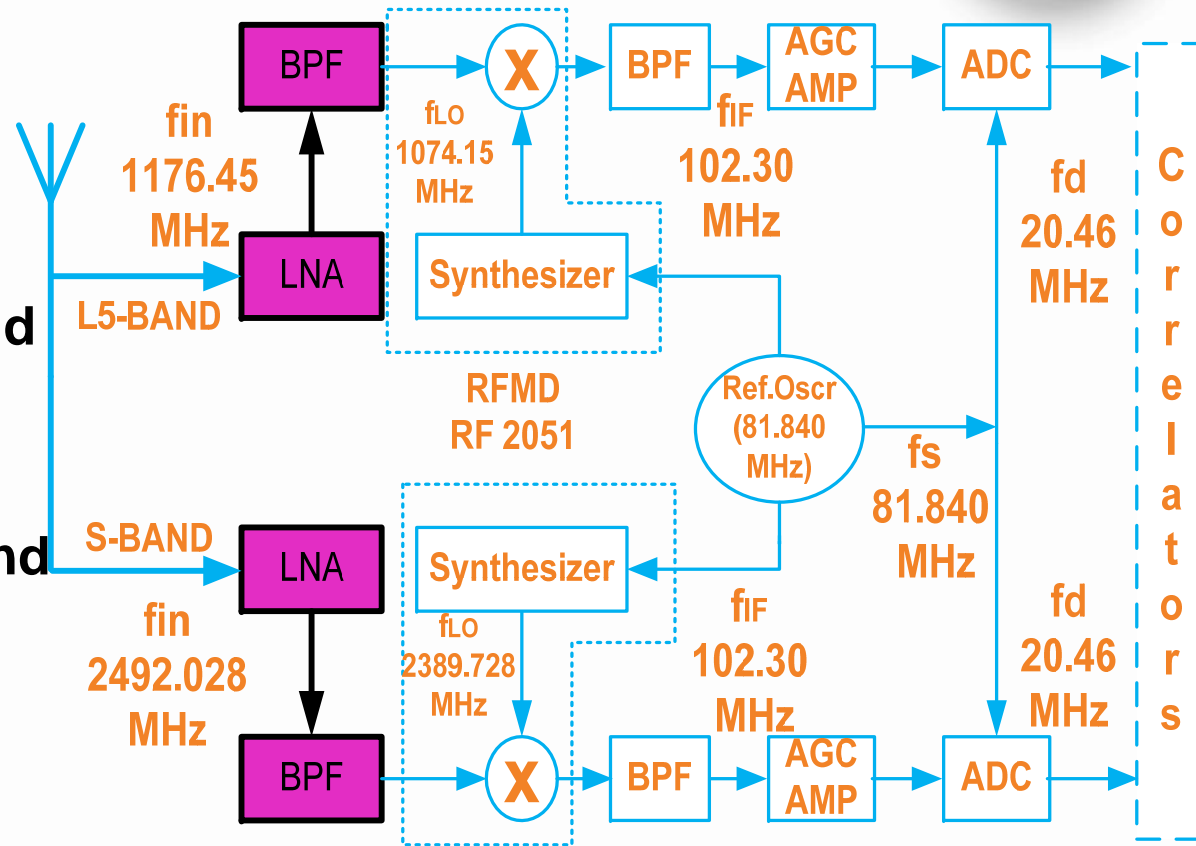 BPF
X
BPF
AGC
AMP
ADC
fin
1176.45
MHz
fLO
1074.15
MHz
fIF
102.30
MHz
fd
20.46
MHz
LNA
L5-BAND
Synthesizer
d
RFMD
RF 2051
Ref.Oscr
(81.840
MHz)
fs
81.840
MHz
S-BAND
nd
LNA
Synthesizer
fin
2492.028
MHz
fLO
2389.728
MHz
fIF
102.30
MHz
fd
20.46
MHz
BPF
X
BPF
AGC
AMP
ADC
C
o
r
r
e
l
a
t
o
r
s